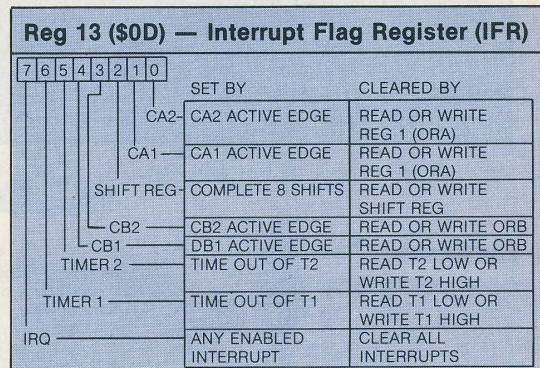 Reg 13 ($0D) — Interrupt Flag Register (IFR)
7 6 5 4 3 2 1 0
SET BY CLEARED BY
CA2 CA2 ACTIVE EDGE READ OR WRITE
REG 1 (ORA)
CA1 CA1 ACTIVE EDGE READ OR WRITE
REG 1 (ORA)
SHIFT REG COMPLETE 8 SHIFTS READ OR WRITE
SHIFT REG
CB2 CB2 ACTIVE EDGE READ OR WRITE ORB
CB1 DB1 ACTIVE EDGE READ OR WRITE ORB
TIMER 2 TIME OUT OF T2 READ T2 LOW OR
WRITE T2 HIGH
TIMER 1 TIME OUT OF T1 READ T1 LOW OR
WRITE T1 HIGH
IRQ ANY ENABLED CLEAR ALL
INTERRUPT INTERRUPTS